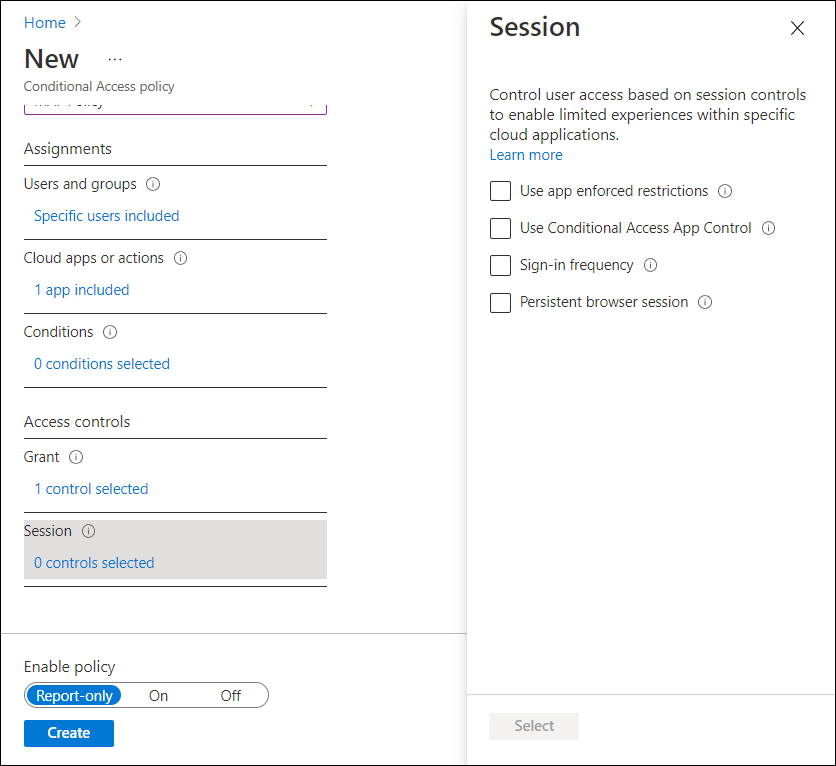 Home
New
Conditional Access policy
Assignments
Users and groups
Specific users included
Cloud apps or actions
1 app included
Conditions
0 conditions selected
Access controls
Grant
1 control selected
Session
0 controls selected
Enable policy
Report-only On Off
Create
Session
Control user access based on session controls
to enable limited experiences within specific
cloud applications.
Learn more
Use app enforced restrictions
Use Conditional Access App Control
Sign-in frequency
Persistent browser session
Select